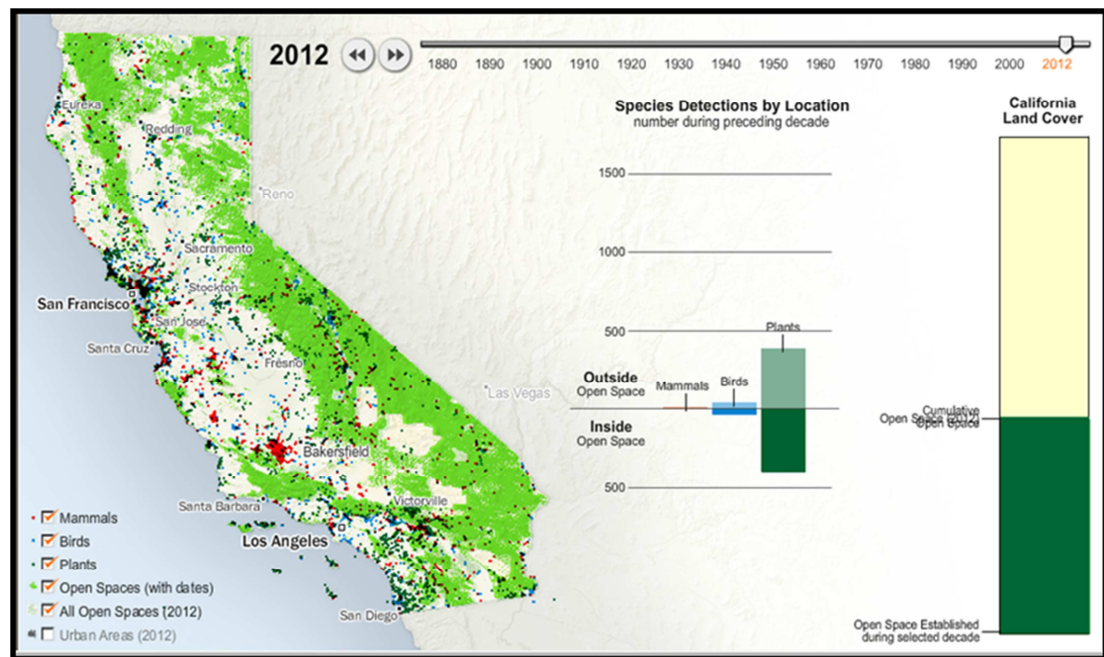 2012
1880 1890 1900 1910 1920 1930 1940 1950 1960 1970 1980 1990 2000 2012
Species Detections by Location
number during preceding decade
1500
1000
500
Plants
Outside
Open Space
Mammals
Birds
Inside
Open Space
500
California
Land Cover
Cumulative
Open Space (2012)
Open Space
Open Space Established
during selected decade
Eureka
Redding
Reno
Sacramento
Stockton
San Francisco
San Jose
Santa Cruz
Fresno
Las Vegas
Bakersfield
Santa Barbara
Victorville
Los Angeles
San Diego
Mammals
Birds
Plants
Open Spaces (with dates)
All Open Spaces (2012)
Urban Areas (2012)